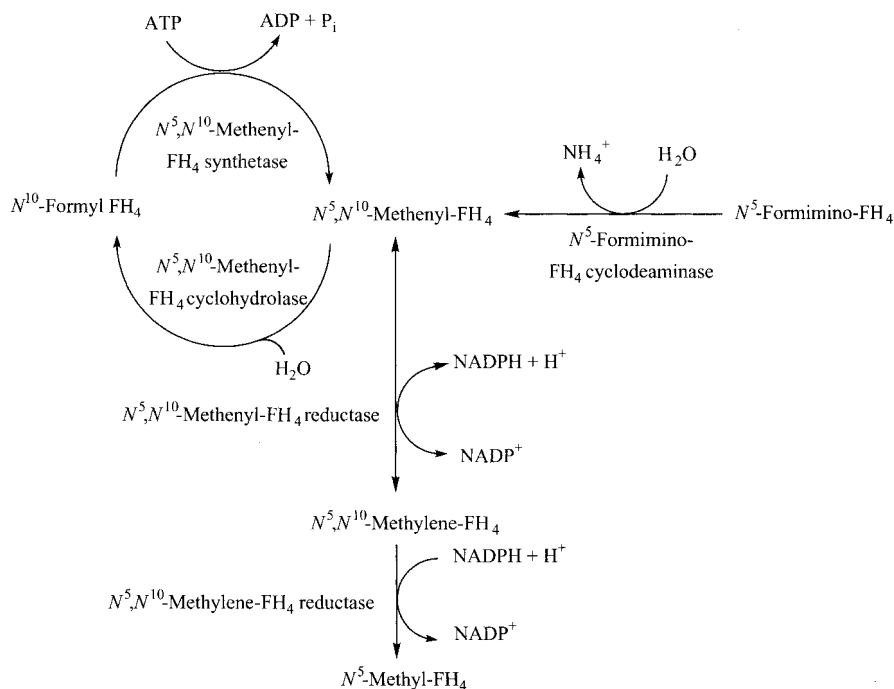 ATP
ADP + Pi
N5,N10-Methenyl-
FH4 synthetase
NH4+
H2O
N10-Formyl FH4
N5,N10-Methenyl-FH4
N5-Formimino-FH4
N5-Formimino-
FH4 cyclodeaminase
N5,N10-Methenyl-
FH4 cyclohydrolase
H2O
NADPH + H+
N5,N10-Methenyl-FH4 reductase
NADP+
N5,N10-Methylene-FH4
NADPH + H+
N5,N10-Methylene-FH4 reductase
NADP+
N5-Methyl-FH4